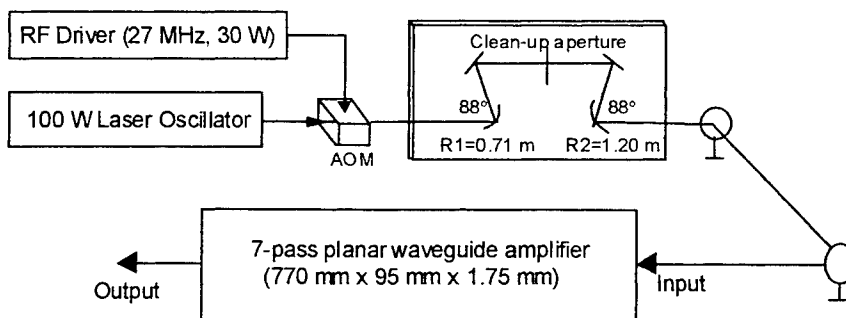 RF Driver (27 MHz, 30 W)
Clean-up aperture
100 W Laser Oscillator
88°
88°
AOM
R1=0.71 m
R2=1.20 m
7-pass planar waveguide amplifier
(770 mm x 95 mm x 1.75 mm)
Output
Input